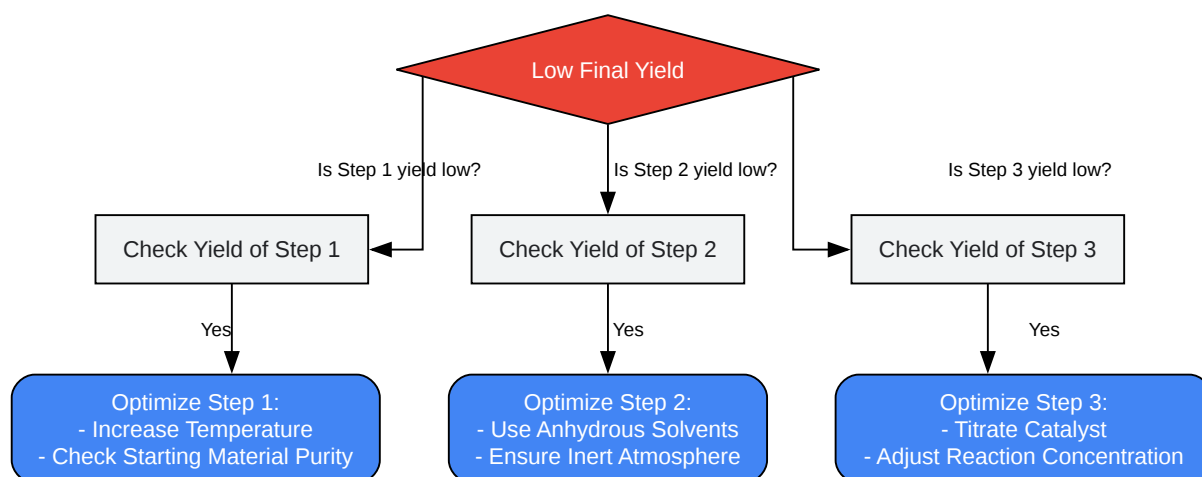 Low Final Yield
Is Step 1 yield low?
Is Step 2 yield low?
Is Step 3 yield low?
Check Yield of Step 1
Check Yield of Step 2
Check Yield of Step 3
Yes
Yes
Yes
Optimize Step 1:
- Increase Temperature
- Check Starting Material Purity
Optimize Step 2:
- Use Anhydrous Solvents
- Ensure Inert Atmosphere
Optimize Step 3:
- Titrate Catalyst
- Adjust Reaction Concentration